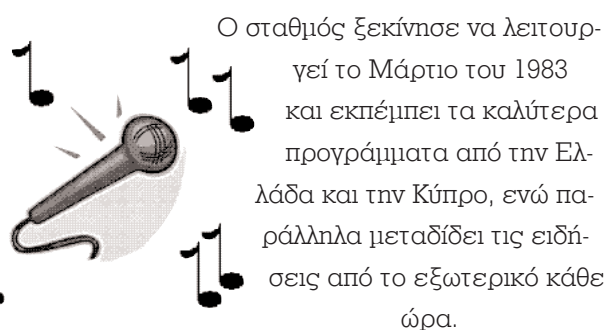 Ο σταθμός ξεκίνησε να λειτουρ-
γεί το Μάρτιο του 1983
και εκπέμπει τα καλύτερα
προγράμματα από την Ελ-
λάδα και την Κύπρο, ενώ πα-
ράλληλα μεταδίδει τις ειδή-
σεις από το εξωτερικό κάθε
ώρα.